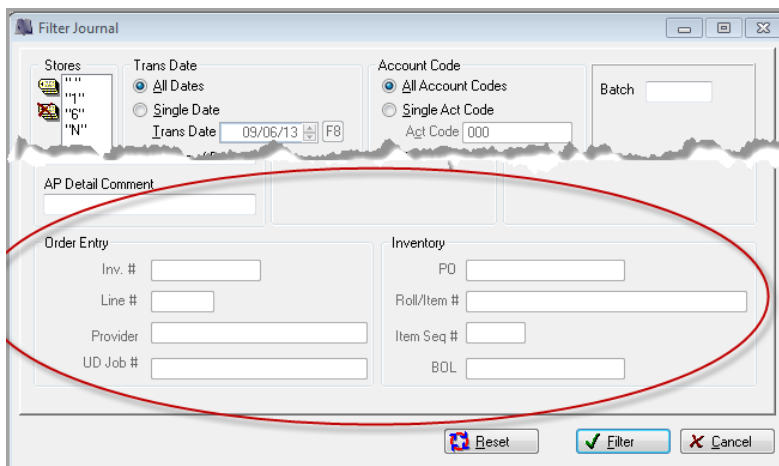 Filter Journal
Stores
" "
"1"
"6"
"N"
Trans Date
All Dates
Single Date
Trans Date 09/06/13 F8
Account Code
All Account Codes
Single Act Code
Act Code 000
Batch
AP Detail Comment
Order Entry
Inv. #
Line #
Provider
UD Job #
Inventory
PO
Roll/Item #
Item Seq #
BOL
Reset
Filter
Cancel